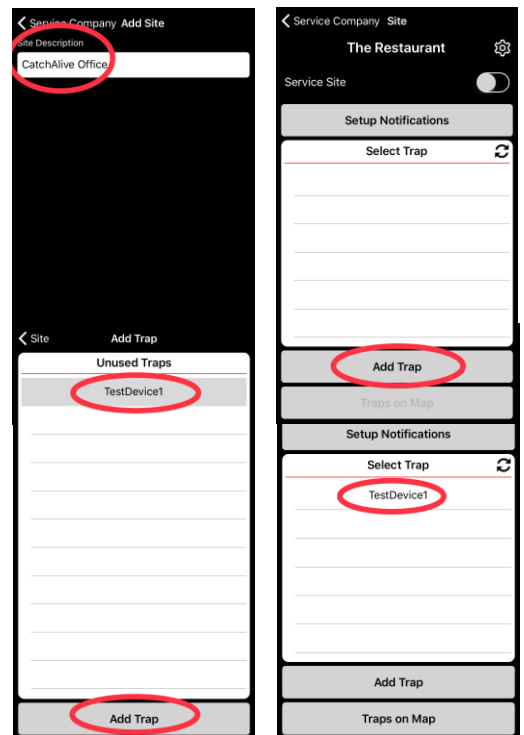 Service Company Add Site
Site Description
CatchAlive Office
Site Add Trap
Unused Traps
TestDevice1
Add Trap
Service Company Site
The Restaurant
Service Site
Setup Notifications
Select Trap
Add Trap
Traps on Map
Setup Notifications
Select Trap
TestDevice1
Add Trap
Traps on Map